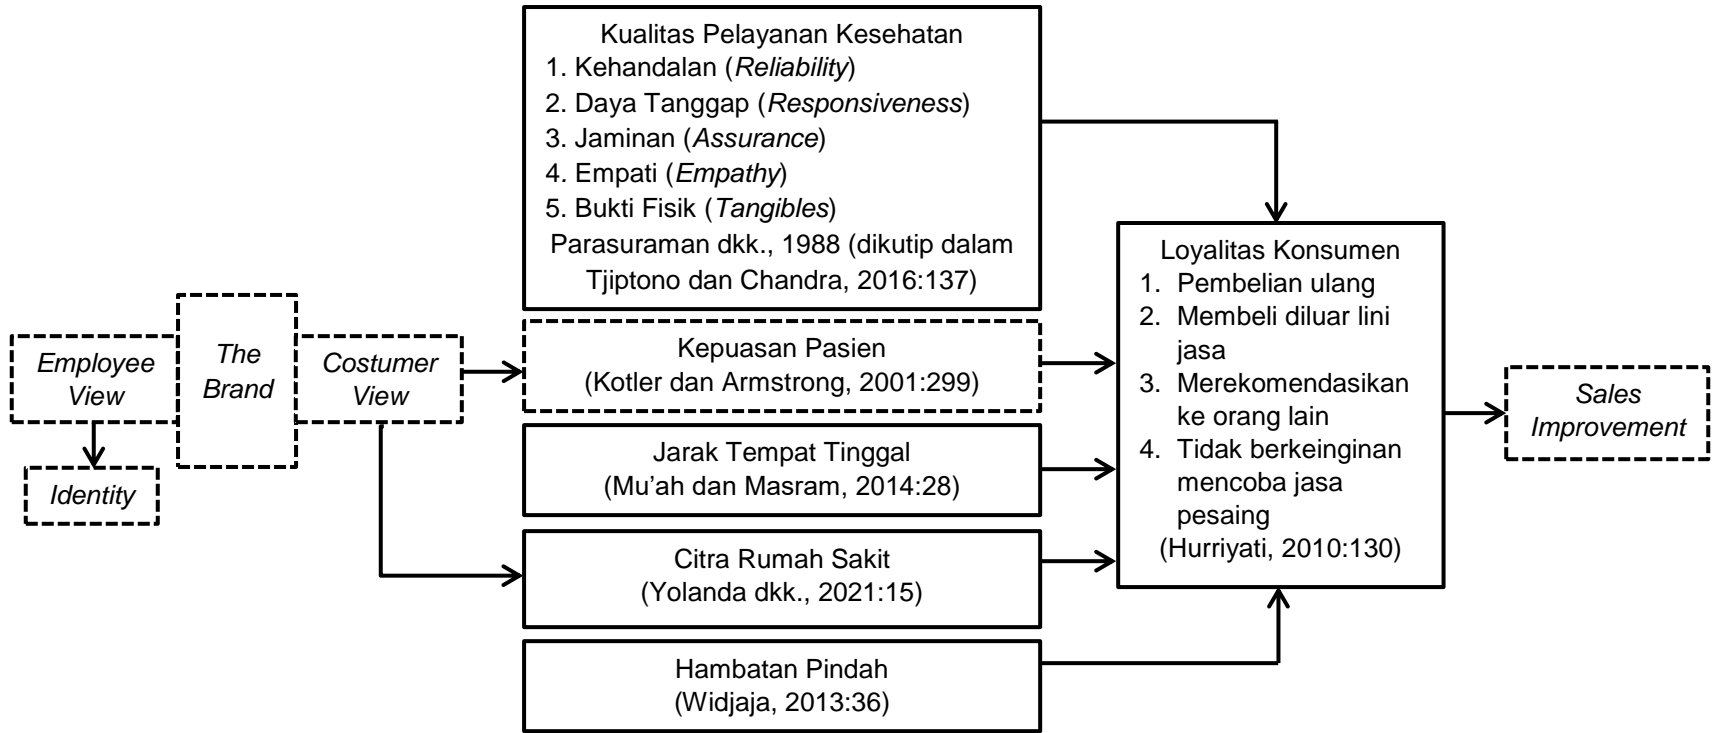 Kualitas Pelayanan Kesehatan
1. Kehandalan (Reliability)
2. Daya Tanggap (Responsiveness)
3. Jaminan (Assurance)
4. Empati (Empathy)
5. Bukti Fisik (Tangibles)
Parasuraman dkk., 1988 (dikutip dalam
Tjiptono dan Chandra, 2016:137)
Employee
View
Identity
The
Brand
Costumer
View
Kepuasan Pasien
(Kotler dan Armstrong, 2001:299)
Jarak Tempat Tinggal
(Mu’ah dan Masram, 2014:28)
Citra Rumah Sakit
(Yolanda dkk., 2021:15)
Hambatan Pindah
(Widjaja, 2013:36)
Loyalitas Konsumen
1. Pembelian ulang
2. Membeli diluar lini
jasa
3. Merekomendasikan
ke orang lain
4. Tidak berkeinginan
mencoba jasa
pesaing
(Hurriyati, 2010:130)
Sales
Improvement